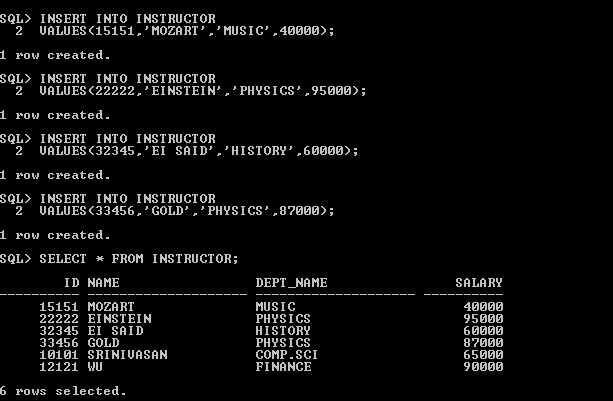 SQL> INSERT INTO INSTRUCTOR
2 VALUES(15151,'MOZART','MUSIC',40000);
1 row created.
SQL> INSERT INTO INSTRUCTOR
2 VALUES(22222,'EINSTEIN','PHYSICS',95000);
1 row created.
SQL> INSERT INTO INSTRUCTOR
2 VALUES(32345,'EI SAID','HISTORY',60000);
1 row created.
SQL> INSERT INTO INSTRUCTOR
2 VALUES(33456,'GOLD','PHYSICS',87000);
1 row created.
SQL> SELECT * FROM INSTRUCTOR;
ID NAME DEPT_NAME SALARY
---------- -------------------- -------------------- ----------
15151 MOZART MUSIC 40000
22222 EINSTEIN PHYSICS 95000
32345 EI SAID HISTORY 60000
33456 GOLD PHYSICS 87000
10101 SRINIVASAN COMP.SCI 65000
12121 WU FINANCE 90000
6 rows selected.